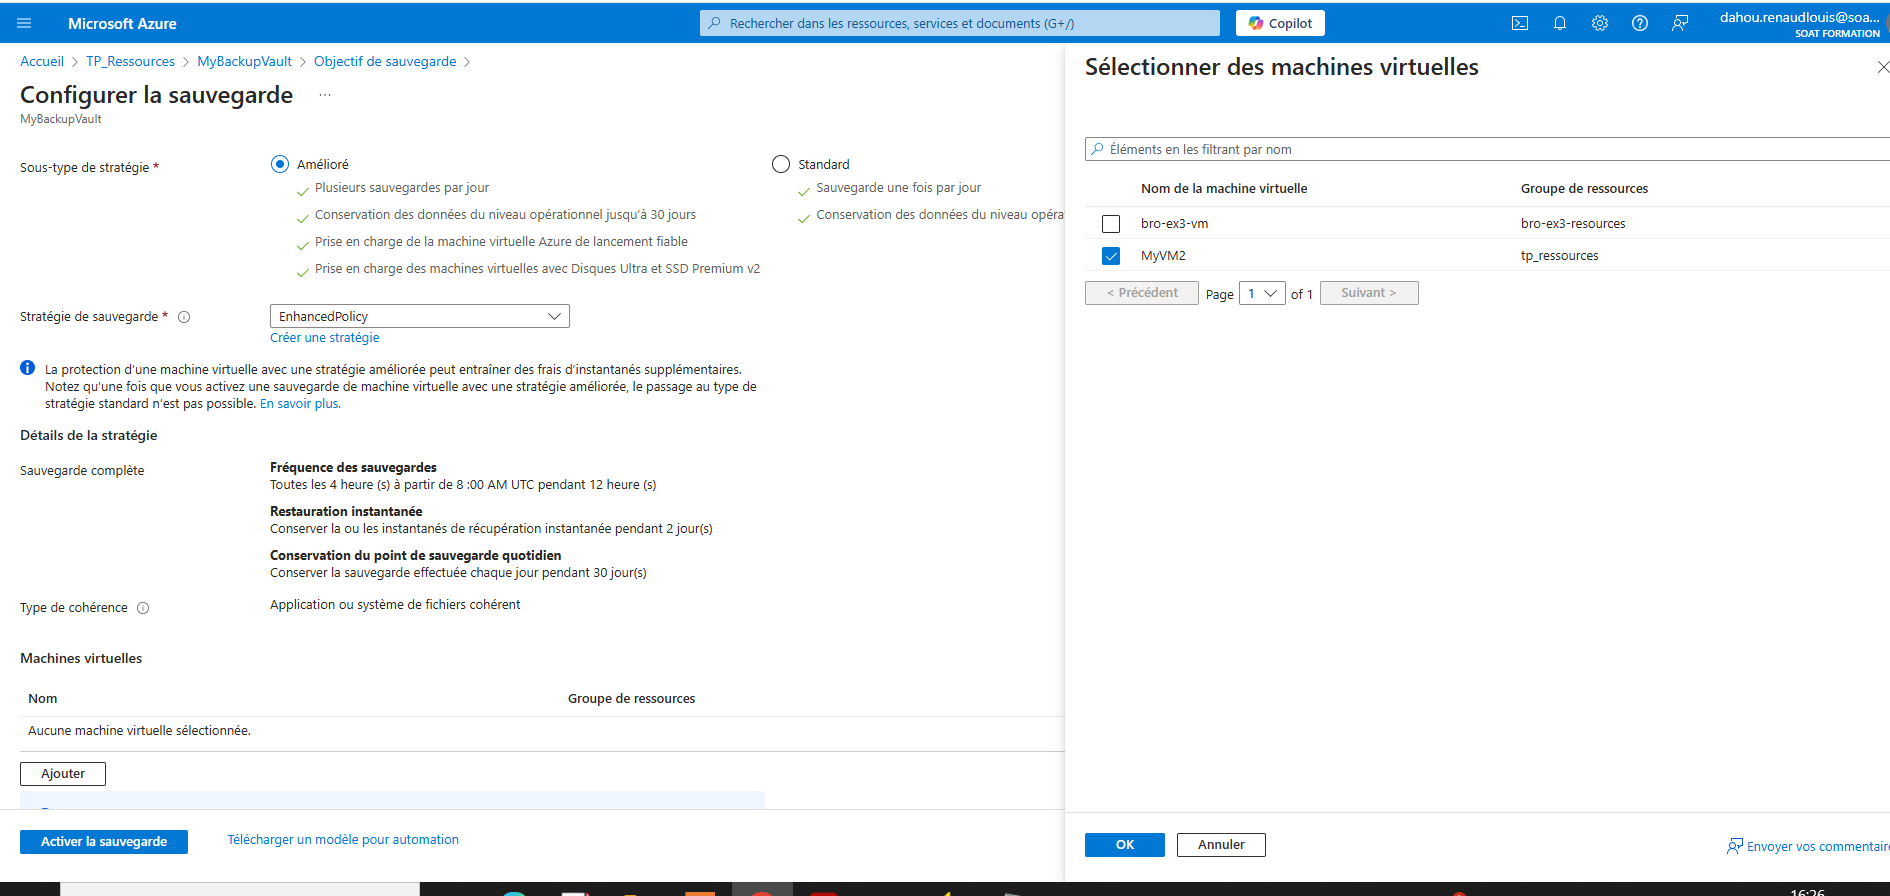 Microsoft Azure
Rechercher dans les ressources, services et documents (G+/)
Copilot
dahou.renaudlouis@soa...
SOAT FORMATION
Accueil > TP_Ressources > MyBackupVault > Objectif de sauvegarde >
Configurer la sauvegarde ...
MyBackupVault
Sous-type de stratégie *
Amélioré
Plusieurs sauvegardes par jour
Conservation des données du niveau opérationnel jusqu'à 30 jours
Prise en charge de la machine virtuelle Azure de lancement fiable
Prise en charge des machines virtuelles avec Disques Ultra et SSD Premium v2
Standard
Sauvegarde une fois par jour
Conservation des données du niveau opéra
Stratégie de sauvegarde *
EnhancedPolicy
Créer une stratégie
La protection d'une machine virtuelle avec une stratégie améliorée peut entraîner des frais d'instantanés supplémentaires.
Notez qu'une fois que vous activez une sauvegarde de machine virtuelle avec une stratégie améliorée, le passage au type de
stratégie standard n'est pas possible. En savoir plus.
Détails de la stratégie
Sauvegarde complète
Fréquence des sauvegardes
Toutes les 4 heure (s) à partir de 8 :00 AM UTC pendant 12 heure (s)
Restauration instantanée
Conserver la ou les instantanés de récupération instantanée pendant 2 jour(s)
Conservation du point de sauvegarde quotidien
Conserver la sauvegarde effectuée chaque jour pendant 30 jour(s)
Type de cohérence
Application ou système de fichiers cohérent
Machines virtuelles
Nom Groupe de ressources
Aucune machine virtuelle sélectionnée.
Ajouter
Activer la sauvegarde
Télécharger un modèle pour automation
Sélectionner des machines virtuelles
Éléments en les filtrant par nom
Nom de la machine virtuelle Groupe de ressources
bro-ex3-vm bro-ex3-resources
MyVM2 tp_ressources
< Précédent Page 1 of 1 Suivant >
OK
Annuler
Envoyer vos commentaire
16:26